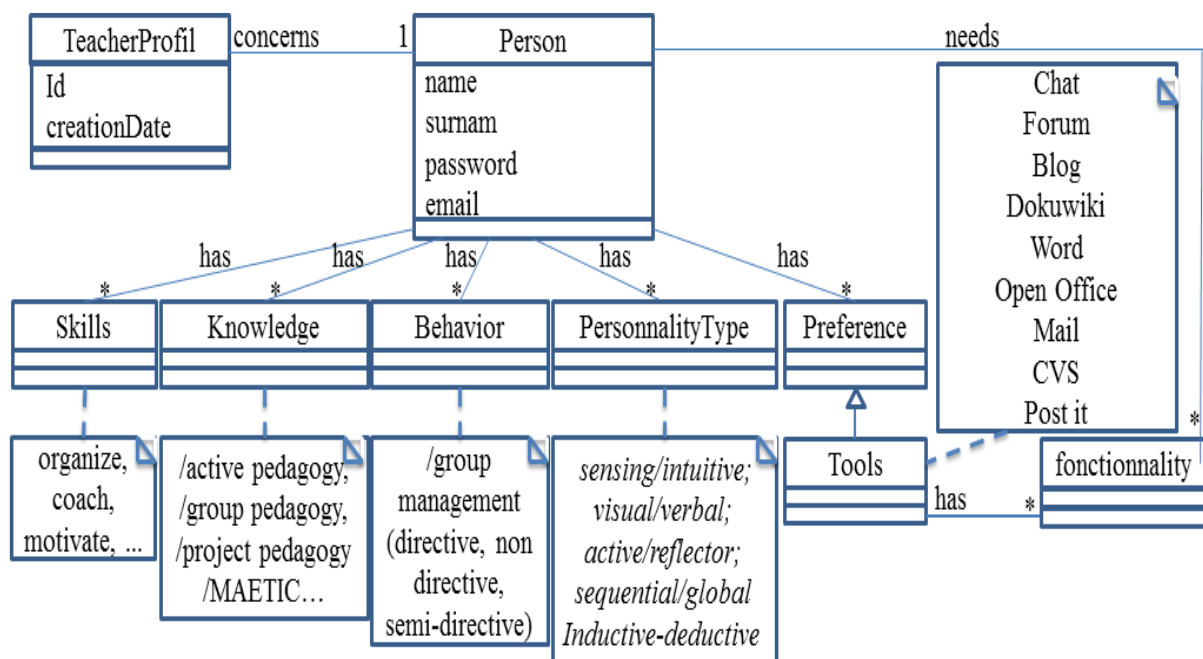 TeacherProfil
concerns
1
Person
needs
Id
creationDate
name
surnam
password
email
Chat
Forum
Blog
Dokuwiki
Word
Open Office
Mail
CVS
Post it
has
has
has
has
has
*
*
*
*
*
*
Skills
Knowledge
Behavior
PersonnalityType
Preference
organize,
coach,
motivate, ...
/active pedagogy,
/group pedagogy,
/project pedagogy
/MAETIC…
/group
management
(directive, non
directive,
semi-directive)
sensing/intuitive;
visual/verbal;
active/reflector;
sequential/global
Inductive-deductive
Tools
has
*
fonctionnality